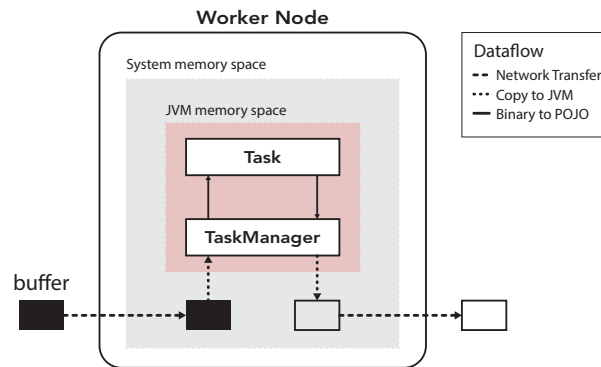 Worker Node
System memory space
JVM memory space
Task
TaskManager
buffer
Dataflow
Network Transfer
Copy to JVM
Binary to POJO